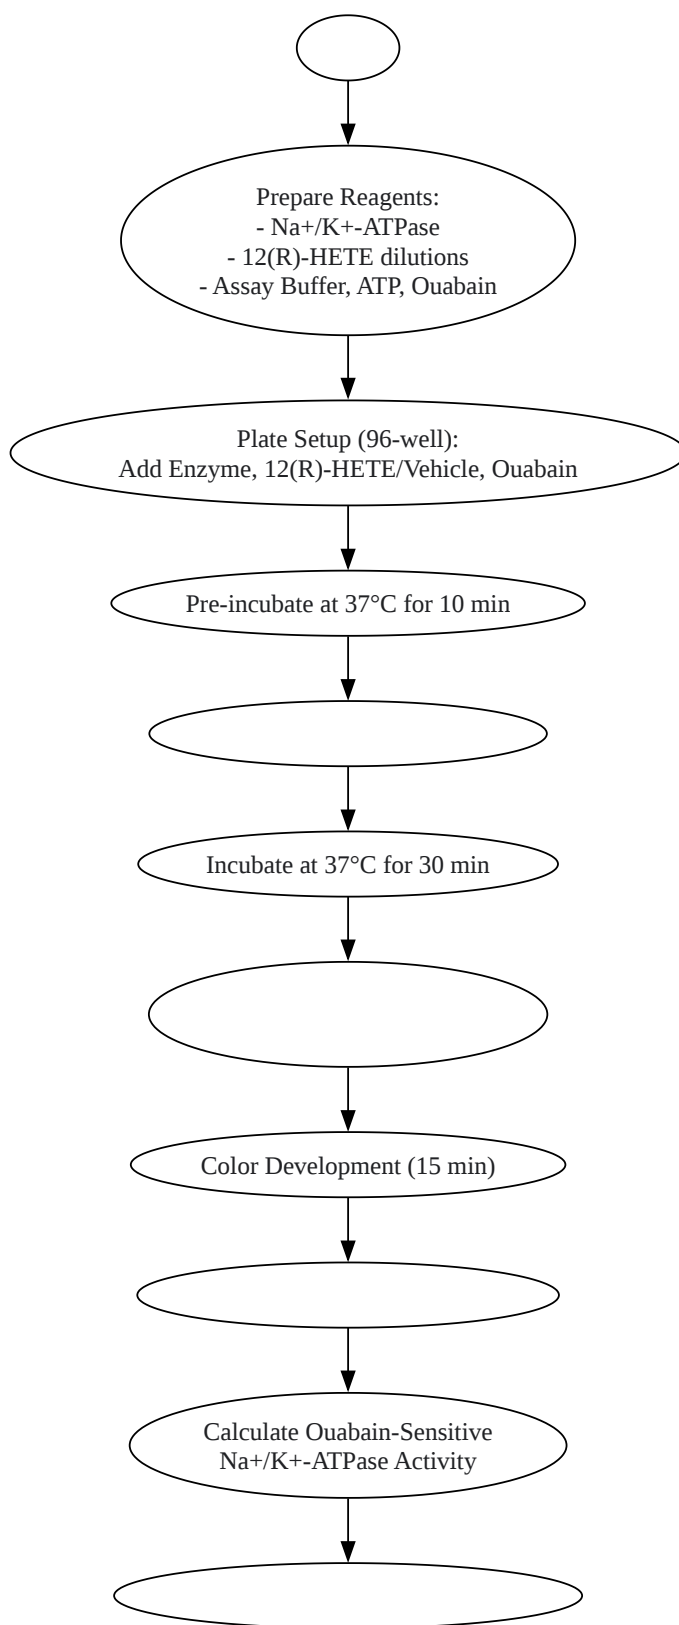 Prepare Reagents:
- Na+/K+-ATPase
- 12(R)-HETE dilutions
- Assay Buffer, ATP, Ouabain
Plate Setup (96-well):
Add Enzyme, 12(R)-HETE/Vehicle, Ouabain
Pre-incubate at 37°C for 10 min
Incubate at 37°C for 30 min
Color Development (15 min)
Calculate Ouabain-Sensitive
Na+/K+-ATPase Activity